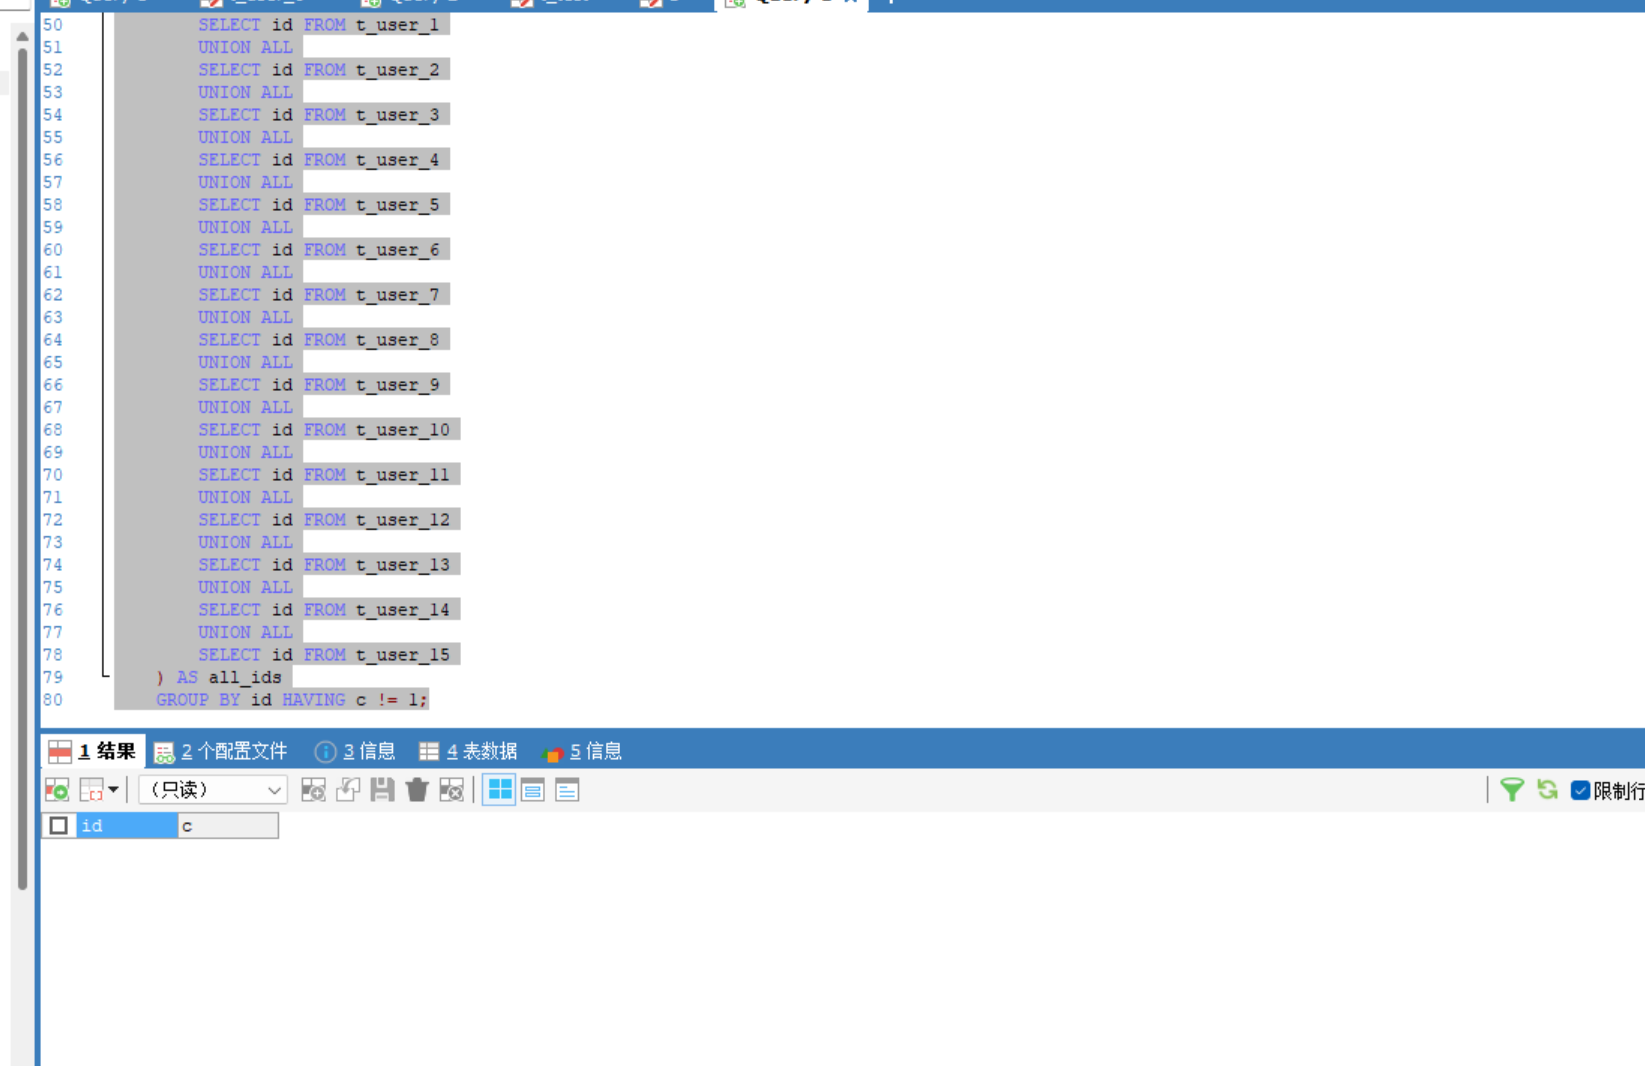 50 SELECT id FROM t_user_1
51 UNION ALL
52 SELECT id FROM t_user_2
53 UNION ALL
54 SELECT id FROM t_user_3
55 UNION ALL
56 SELECT id FROM t_user_4
57 UNION ALL
58 SELECT id FROM t_user_5
59 UNION ALL
60 SELECT id FROM t_user_6
61 UNION ALL
62 SELECT id FROM t_user_7
63 UNION ALL
64 SELECT id FROM t_user_8
65 UNION ALL
66 SELECT id FROM t_user_9
67 UNION ALL
68 SELECT id FROM t_user_10
69 UNION ALL
70 SELECT id FROM t_user_11
71 UNION ALL
72 SELECT id FROM t_user_12
73 UNION ALL
74 SELECT id FROM t_user_13
75 UNION ALL
76 SELECT id FROM t_user_14
77 UNION ALL
78 SELECT id FROM t_user_15
79 ) AS all_ids
80 GROUP BY id HAVING c != 1;
1 结果 2 个配置文件 3 信息 4 表数据 5 信息
（只读） 限制行
id c